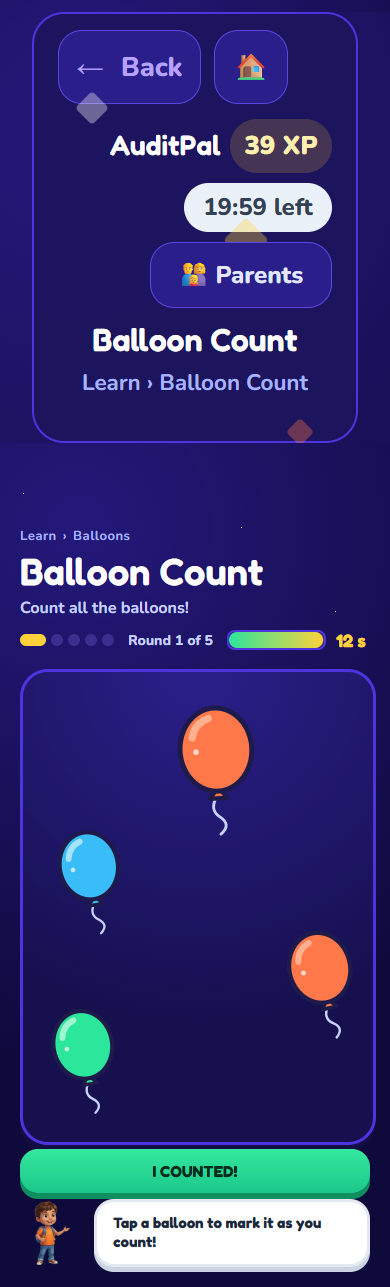 ← Back
AuditPal 39 XP
19:59 left
Parents
Balloon Count
Learn › Balloon Count
Learn › Balloons
Balloon Count
Count all the balloons!
Round 1 of 5 12 s
I COUNTED!
Tap a balloon to mark it as you
count!